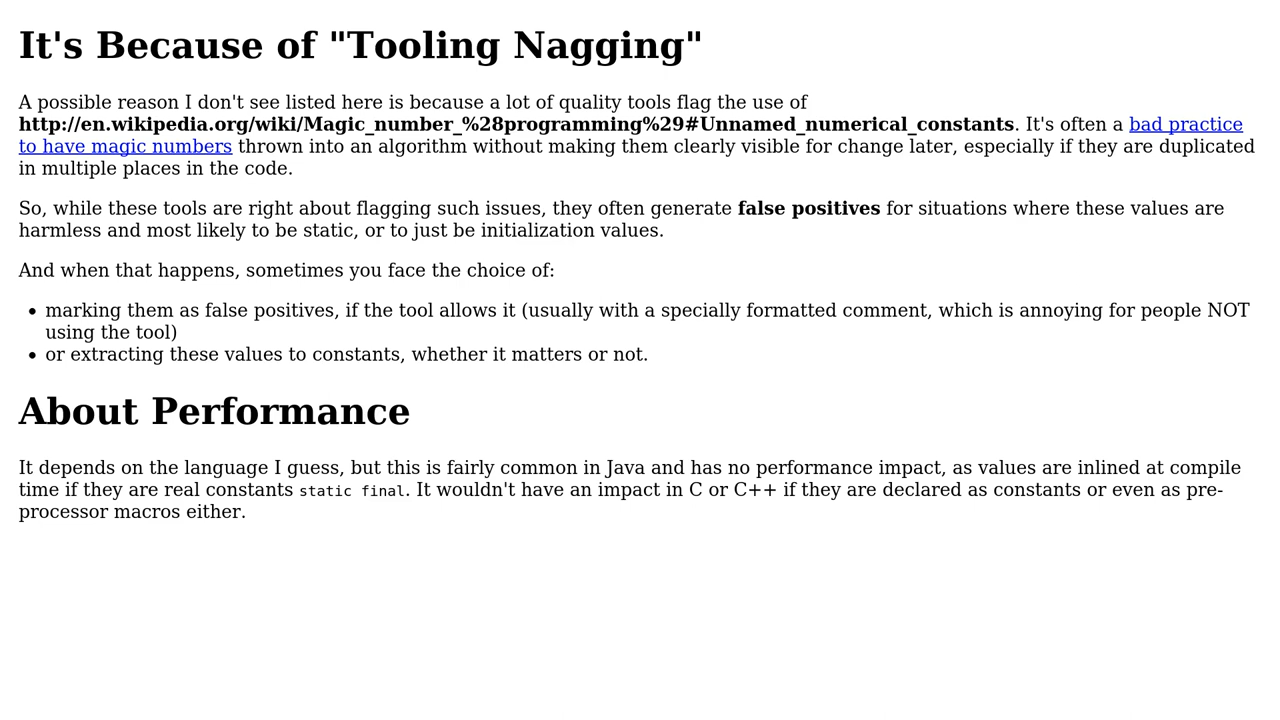 It's Because of "Tooling Nagging"
A possible reason I don't see listed here is because a lot of quality tools flag the use of
http://en.wikipedia.org/wiki/Magic_number_%28programming%29#Unnamed_numerical_constants. It's often a bad practice
to have magic numbers thrown into an algorithm without making them clearly visible for change later, especially if they are duplicated
in multiple places in the code.
So, while these tools are right about flagging such issues, they often generate false positives for situations where these values are
harmless and most likely to be static, or to just be initialization values.
And when that happens, sometimes you face the choice of:
• marking them as false positives, if the tool allows it (usually with a specially formatted comment, which is annoying for people NOT
using the tool)
• or extracting these values to constants, whether it matters or not.
About Performance
It depends on the language I guess, but this is fairly common in Java and has no performance impact, as values are inlined at compile
time if they are real constants static final. It wouldn't have an impact in C or C++ if they are declared as constants or even as pre-
processor macros either.